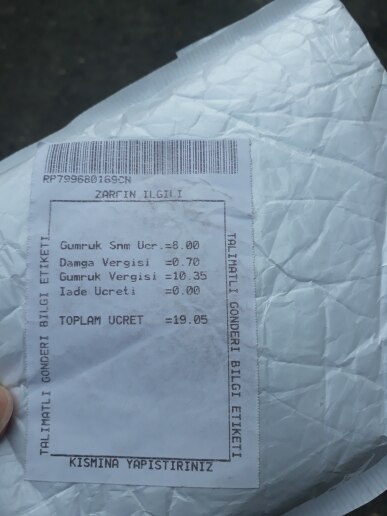 RP799680169CN
ZARFIN ILGILI
Gumruk Snm Ucr.=8.00
Damga Vergisi =0.70
Gumruk Vergisi =10.35
Iade Ucreti =0.00
TOPLAM UCRET =19.05
TALIMATLI GONDERI BILGI ETIKETI
TALIMATLI GONDERI BILGI ETIKETI
KISMINA YAPISTIRINIZ